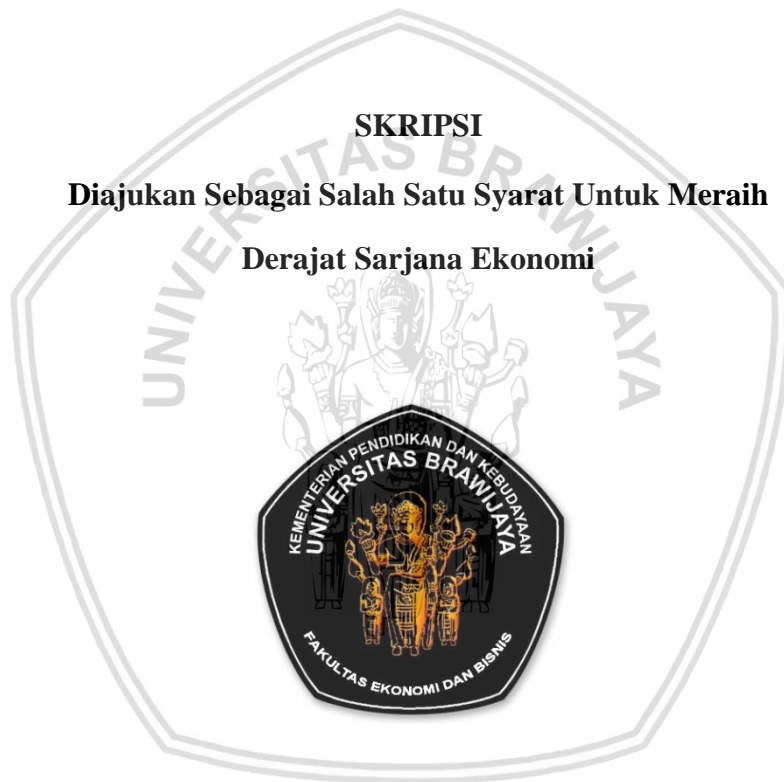 SKRIPSI
Diajukan Sebagai Salah Satu Syarat Untuk Meraih
Derajat Sarjana Ekonomi
UNIVERSITAS BRAWIJAYA
KEMENTERIAN PENDIDIKAN DAN KEBUDAYAAN
UNIVERSITAS BRAWIJAYA
FAKULTAS EKONOMI DAN BISNIS